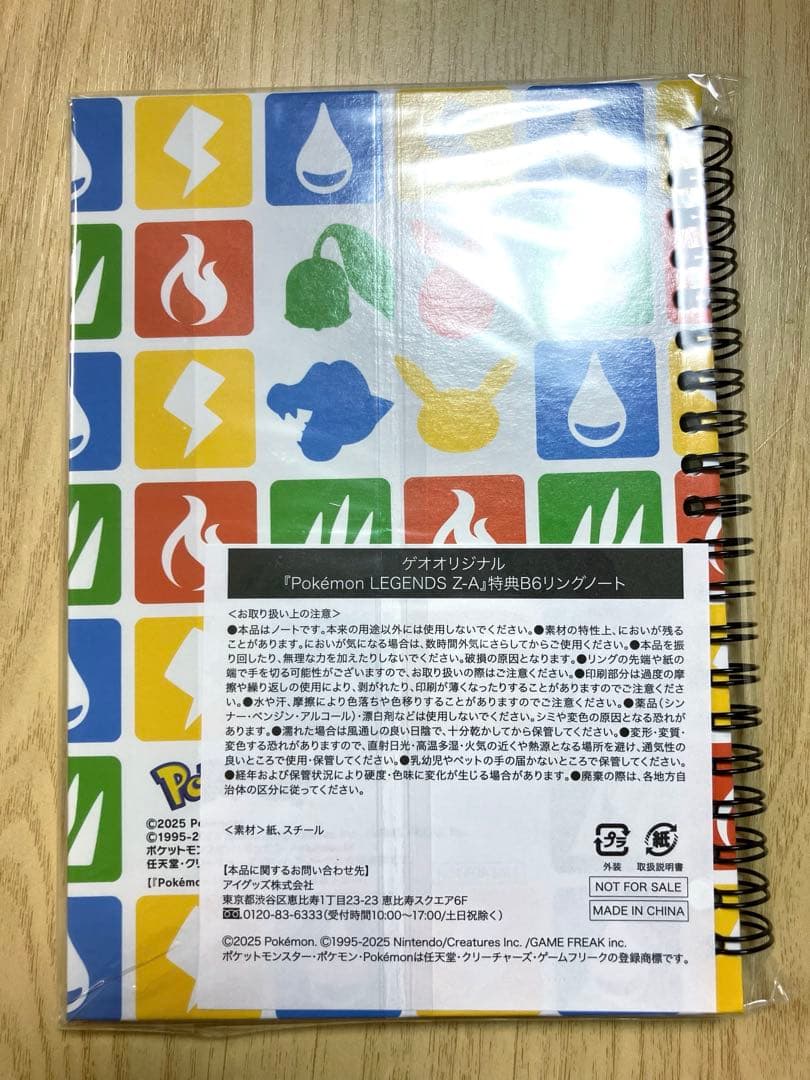 ゲオオリジナル
『Pokémon LEGENDS Z-A』特典B6リングノート
<お取り扱い上の注意>
●本品はノートです。本来の用途以外には使用しないでください。●素材の特性上、においが残る
ことがあります。においが気になる場合は、数時間外気にさらしてからご使用ください。●本品を振
り回したり、無理な力を加えたりしないでください。破損の原因となります。●リングの先端や紙の
端で手を切る可能性がございますので、お取り扱いの際はご注意ください。●印刷部分は過度の摩
擦や繰り返しの使用により、剥がれたり、印刷が薄くなったりすることがありますのでご注意くださ
い。●水や汗、摩擦により色落ちや色移りすることがありますのでご注意ください。●薬品(シン
ナー・ベンジン・アルコール)・漂白剤などは使用しないでください。シミや変色の原因となる恐れが
あります。●濡れた場合は風通しの良い日陰で、十分乾かしてから保管してください。●変形・変質・
変色する恐れがありますので、直射日光・高温多湿・火気の近くや熱源となる場所を避け、通気性の
良いところで使用・保管してください。●乳幼児やペットの手の届かないところで保管してください。
●経年および保管状況により硬度・色味に変化が生じる場合があります。●廃棄の際は、各地方自
治体の区分に従ってください。
<素材>紙、スチール
プラ
外装
紙
取扱説明書
【本品に関するお問い合わせ先】
アイグッズ株式会社
東京都渋谷区恵比寿1丁目23-23 恵比寿スクエア6F
0120-83-6333(受付時間10:00～17:00/土日祝除く)
NOT FOR SALE
MADE IN CHINA
©2025 Pokémon. ©1995-2025 Nintendo/Creatures Inc. /GAME FREAK inc.
ポケットモンスター・ポケモン・Pokémonは任天堂・クリーチャーズ・ゲームフリークの登録商標です。
©2025
©1995-2
ポケットモン
任天堂・クリ
『Pokémo